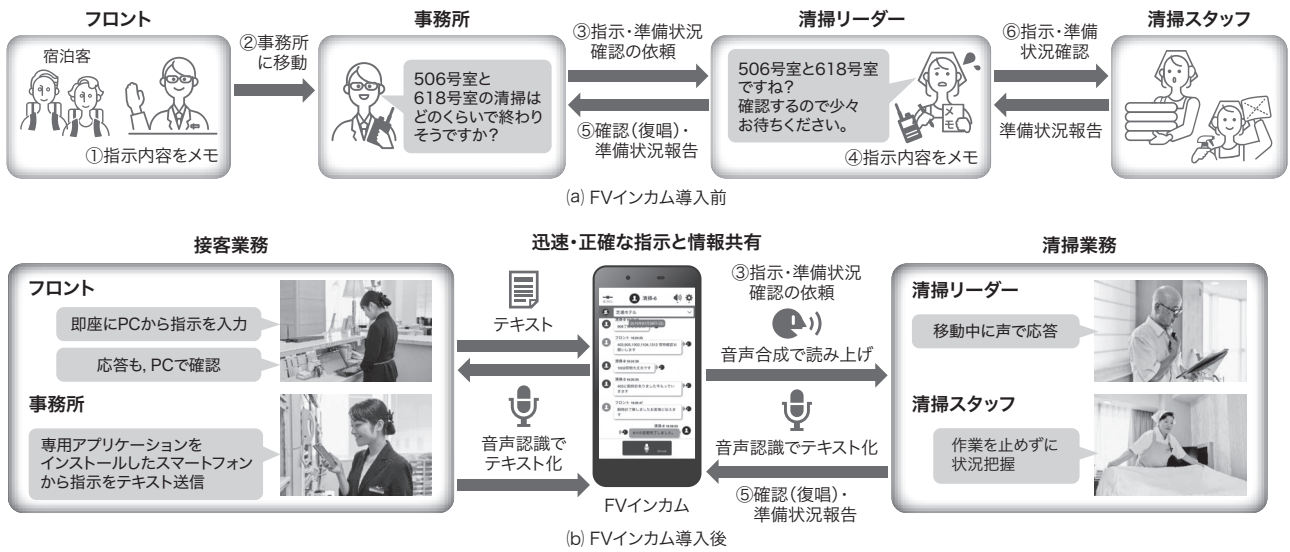 フロント
宿泊客
①指示内容をメモ
②事務所
に移動
事務所
506号室と
618号室の清掃は
どのくらいで終わり
そうですか？
③指示・準備状況
確認の依頼
⑤確認（復唱）・
準備状況報告
清掃リーダー
506号室と618号室
ですね？
確認するので少々
お待ちください。
メモ
④指示内容をメモ
⑥指示・準備
状況確認
準備状況報告
清掃スタッフ
(a) FVインカム導入前
接客業務
フロント
即座にPCから指示を入力
応答も，PCで確認
事務所
専用アプリケーションを
インストールしたスマートフォン
から指示をテキスト送信
迅速・正確な指示と情報共有
テキスト
音声認識で
テキスト化
清掃-6
FVインカム
③指示・準備状況
確認の依頼
音声合成で読み上げ
音声認識でテキスト化
⑤確認（復唱）・
準備状況報告
清掃業務
清掃リーダー
移動中に声で応答
清掃スタッフ
作業を止めずに
状況把握
(b) FVインカム導入後